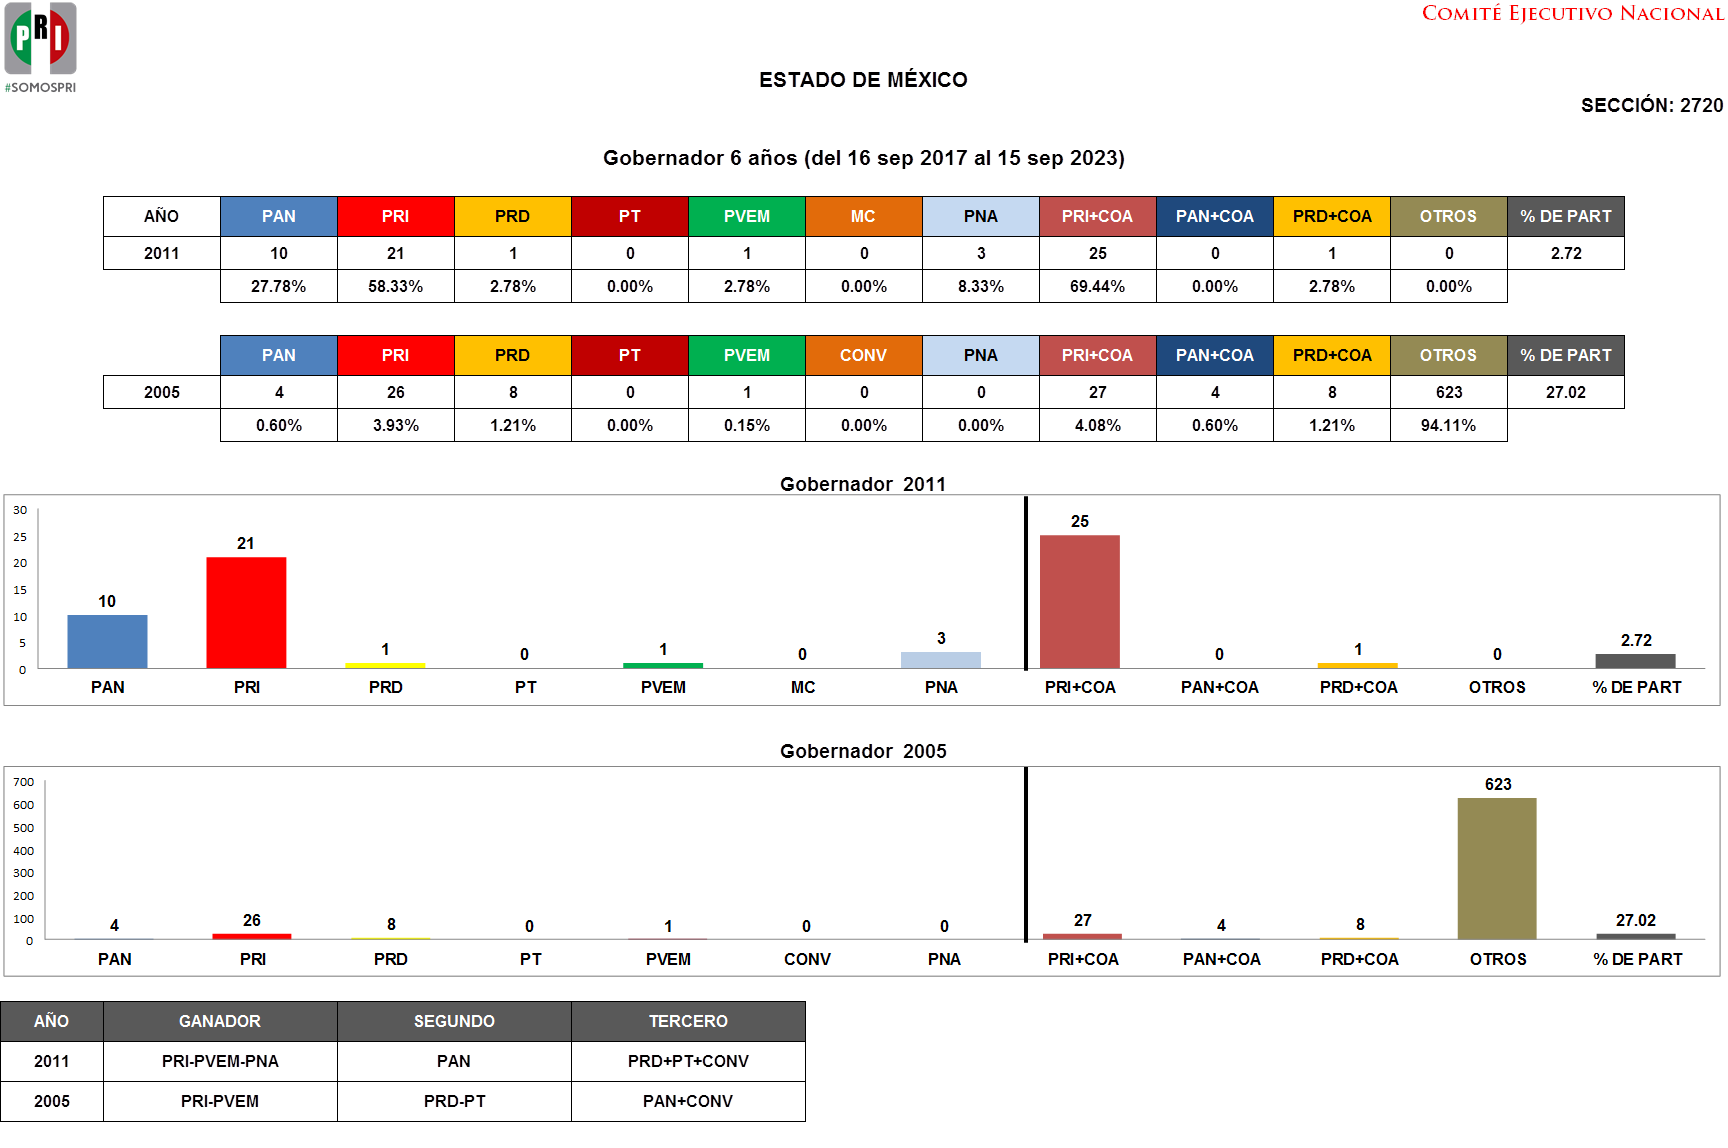 PRI
#SOMOSPRI
COMITÉ EJECUTIVO NACIONAL
ESTADO DE MÉXICO
SECCIÓN: 2720
Gobernador 6 años (del 16 sep 2017 al 15 sep 2023)
AÑO PAN PRI PRD PT PVEM MC PNA PRI+COA PAN+COA PRD+COA OTROS % DE PART
2011 10 21 1 0 1 0 3 25 0 1 0 2.72
27.78% 58.33% 2.78% 0.00% 2.78% 0.00% 8.33% 69.44% 0.00% 2.78% 0.00%
PAN PRI PRD PT PVEM CONV PNA PRI+COA PAN+COA PRD+COA OTROS % DE PART
2005 4 26 8 0 1 0 0 27 4 8 623 27.02
0.60% 3.93% 1.21% 0.00% 0.15% 0.00% 0.00% 4.08% 0.60% 1.21% 94.11%
Gobernador 2011
30
25
20
15
10
5
0
10 21 1 0 1 0 3 25 0 1 0 2.72
PAN PRI PRD PT PVEM MC PNA PRI+COA PAN+COA PRD+COA OTROS % DE PART
Gobernador 2005
700
600
500
400
300
200
100
0
4 26 8 0 1 0 0 27 4 8 623 27.02
PAN PRI PRD PT PVEM CONV PNA PRI+COA PAN+COA PRD+COA OTROS % DE PART
AÑO GANADOR SEGUNDO TERCERO
2011 PRI-PVEM-PNA PAN PRD+PT+CONV
2005 PRI-PVEM PRD-PT PAN+CONV